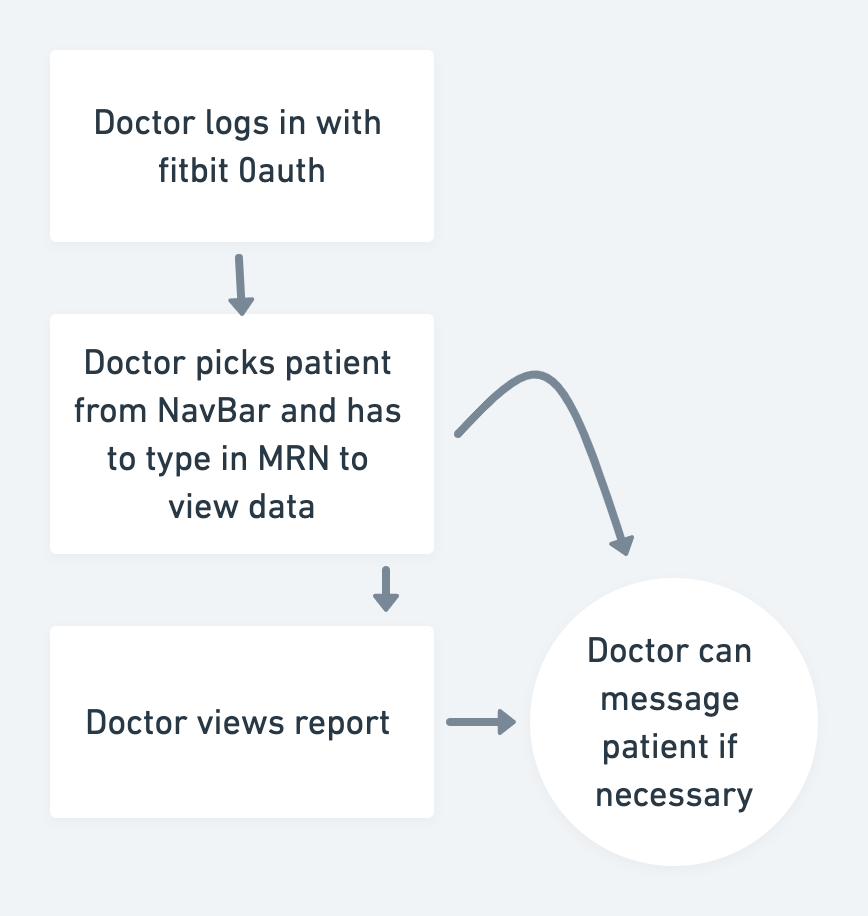 Doctor logs in with
fitbit 0auth
Doctor picks patient
from NavBar and has
to type in MRN to
view data
Doctor views report
Doctor can
message
patient if
necessary